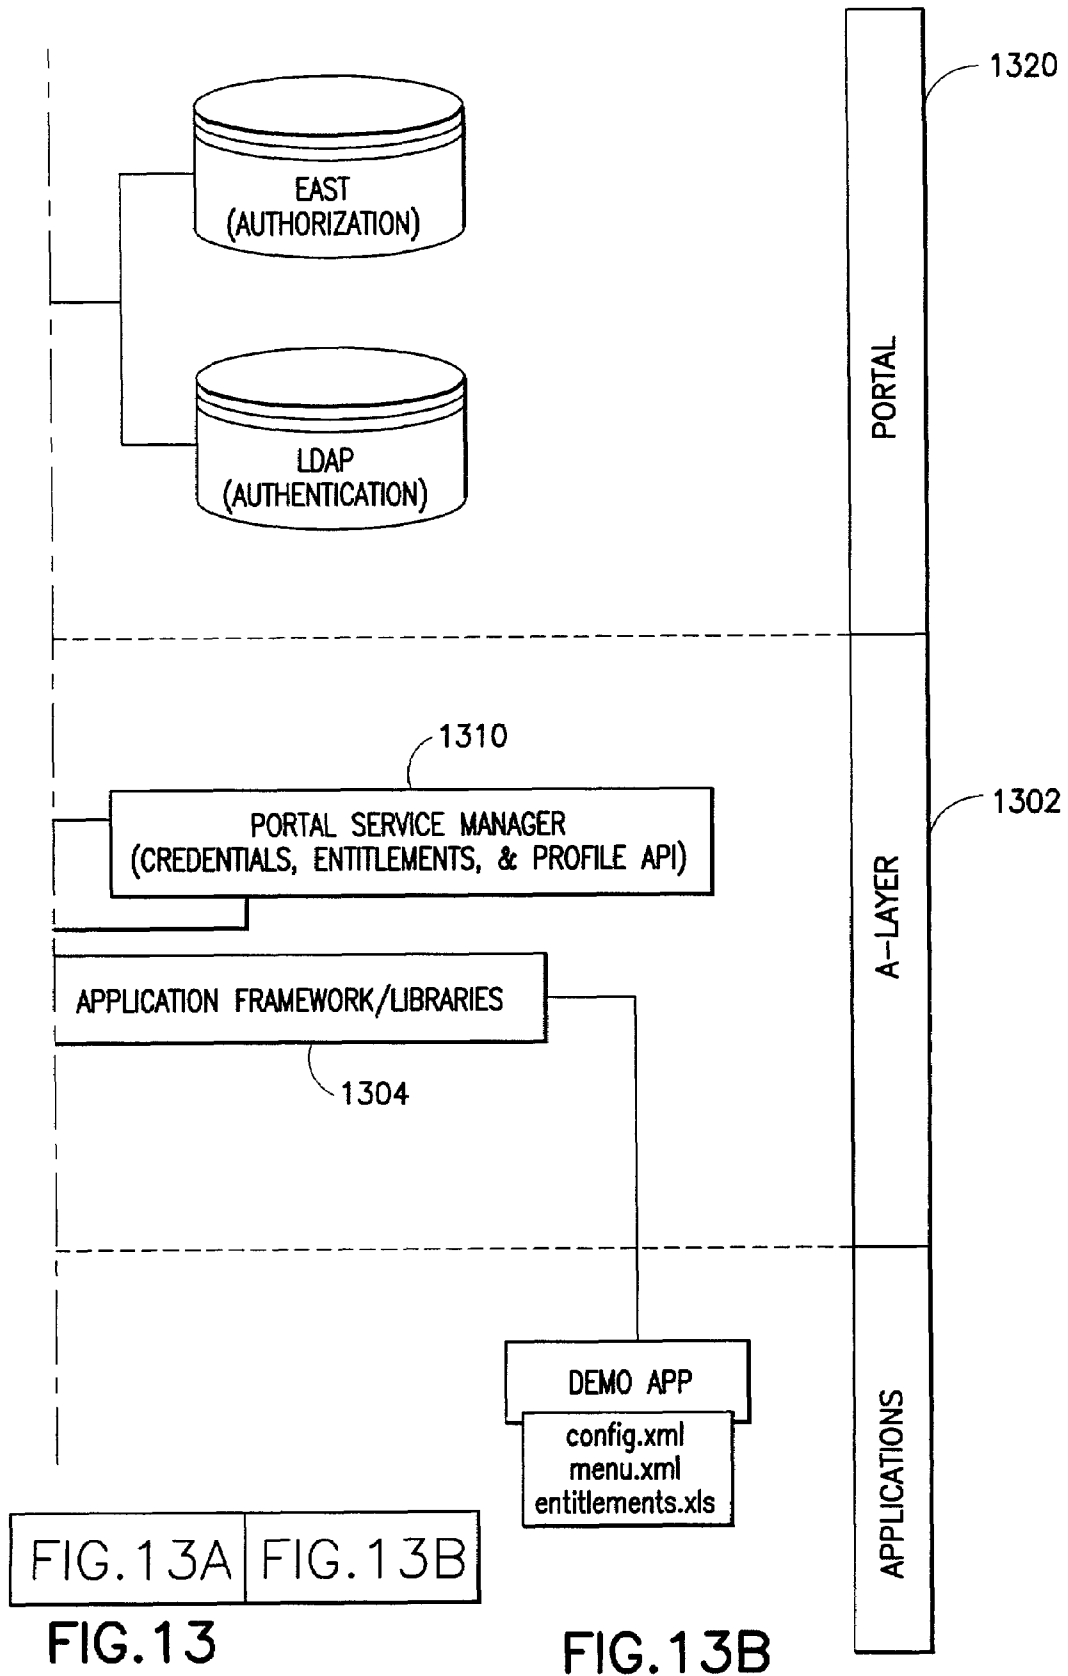 1320
EAST
(AUTHORIZATION)
PORTAL
LDAP
(AUTHENTICATION)
1310
PORTAL SERVICE MANAGER
(CREDENTIALS, ENTITLEMENTS, & PROFILE API)
1302
A-LAYER
APPLICATION FRAMEWORK/LIBRARIES
1304
DEMO APP
config.xml
menu.xml
entitlements.xls
APPLICATIONS
FIG.13A FIG.13B
FIG.13
FIG.13B